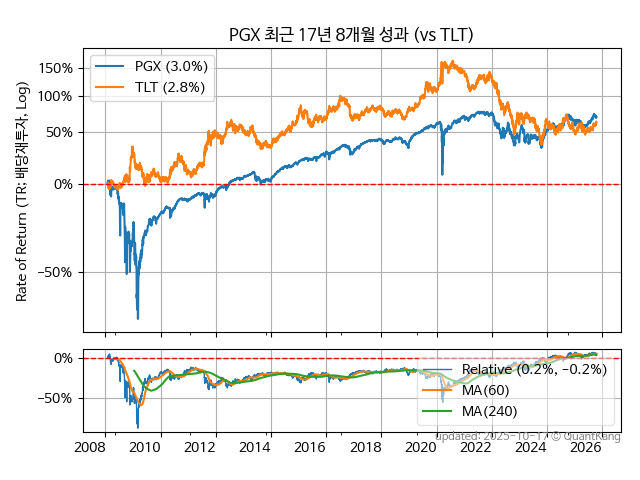 PGX 최근 17년 8개월 성과 (vs TLT)
Rate of Return (TR: 배당재투자, Log)
150%
100%
50%
0%
−50%
PGX (3.0%)
TLT (2.8%)
0%
−50%
Relative (0.2%, −0.2%)
MA(60)
MA(240)
updated: 2025-10-17 © QuantKang
2008 2010 2012 2014 2016 2018 2020 2022 2024 2026